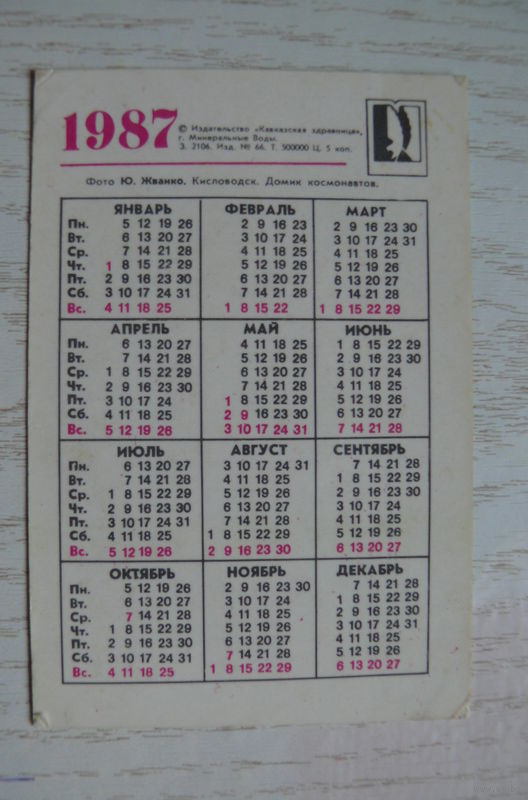 1987
© Издательство «Кавказская здравница»,
г. Минеральные Воды.
З. 2106. Изд. № 66. Т. 500000 Ц. 5 коп.
Фото Ю. Жванко. Кисловодск. Домик космонавтов.
ЯНВАРЬ ФЕВРАЛЬ МАРТ
Пн. 5 12 19 26 2 9 16 23 2 9 16 23 30
Вт. 6 13 20 27 3 10 17 24 3 10 17 24 31
Ср. 7 14 21 28 4 11 18 25 4 11 18 25
Чт. 1 8 15 22 29 5 12 19 26 5 12 19 26
Пт. 2 9 16 23 30 6 13 20 27 6 13 20 27
Сб. 3 10 17 24 31 7 14 21 28 7 14 21 28
Вс. 4 11 18 25 1 8 15 22 1 8 15 22 29
АПРЕЛЬ МАЙ ИЮНЬ
Пн. 6 13 20 27 4 11 18 25 1 8 15 22 29
Вт. 7 14 21 28 5 12 19 26 2 9 16 23 30
Ср. 1 8 15 22 29 6 13 20 27 3 10 17 24
Чт. 2 9 16 23 30 7 14 21 28 4 11 18 25
Пт. 3 10 17 24 1 8 15 22 29 5 12 19 26
Сб. 4 11 18 25 2 9 16 23 30 6 13 20 27
Вс. 5 12 19 26 3 10 17 24 31 7 14 21 28
ИЮЛЬ АВГУСТ СЕНТЯБРЬ
Пн. 6 13 20 27 3 10 17 24 31 7 14 21 28
Вт. 7 14 21 28 4 11 18 25 1 8 15 22 29
Ср. 1 8 15 22 29 5 12 19 26 2 9 16 23 30
Чт. 2 9 16 23 30 6 13 20 27 3 10 17 24
Пт. 3 10 17 24 31 7 14 21 28 4 11 18 25
Сб. 4 11 18 25 1 8 15 22 29 5 12 19 26
Вс. 5 12 19 26 2 9 16 23 30 6 13 20 27
ОКТЯБРЬ НОЯБРЬ ДЕКАБРЬ
Пн. 5 12 19 26 2 9 16 23 30 7 14 21 28
Вт. 6 13 20 27 3 10 17 24 1 8 15 22 29
Ср. 7 14 21 28 4 11 18 25 2 9 16 23 30
Чт. 1 8 15 22 29 5 12 19 26 3 10 17 24 31
Пт. 2 9 16 23 30 6 13 20 27 4 11 18 25
Сб. 3 10 17 24 31 7 14 21 28 5 12 19 26
Вс. 4 11 18 25 1 8 15 22 29 6 13 20 27